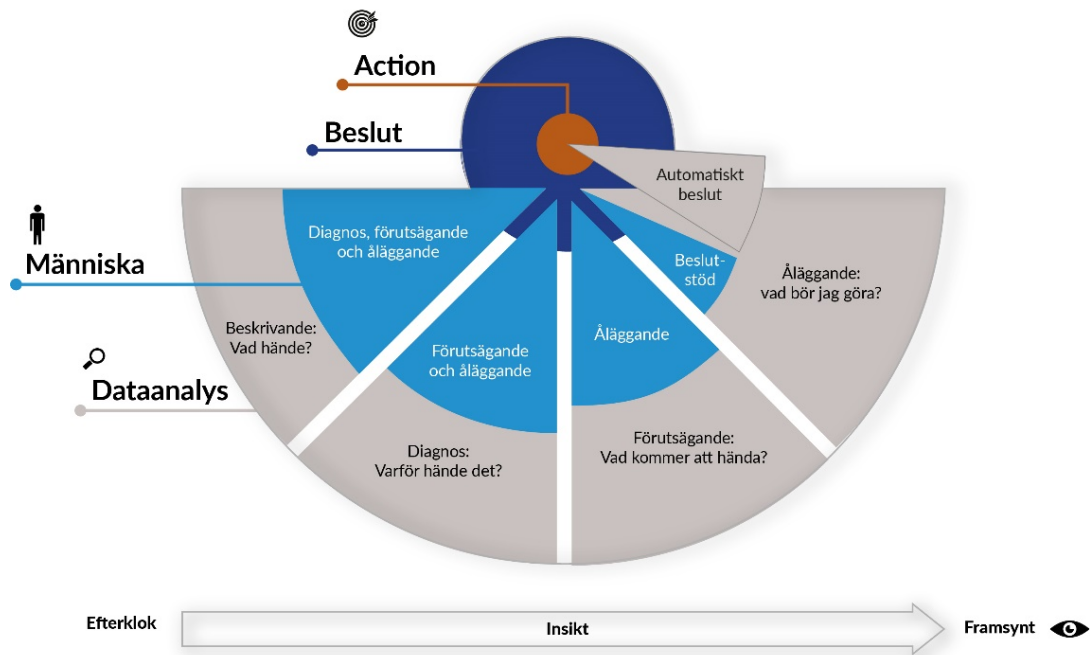 Action
Beslut
Automatiskt
beslut
Människa
Diagnos, förutsägande
och åläggande
Beslut-
stöd
Åläggande:
vad bör jag göra?
Beskrivande:
Vad hände?
Förutsägande
och åläggande
Åläggande
Dataanalys
Diagnos:
Varför hände det?
Förutsägande:
Vad kommer att hända?
Efterklok
Insikt
Framsynt